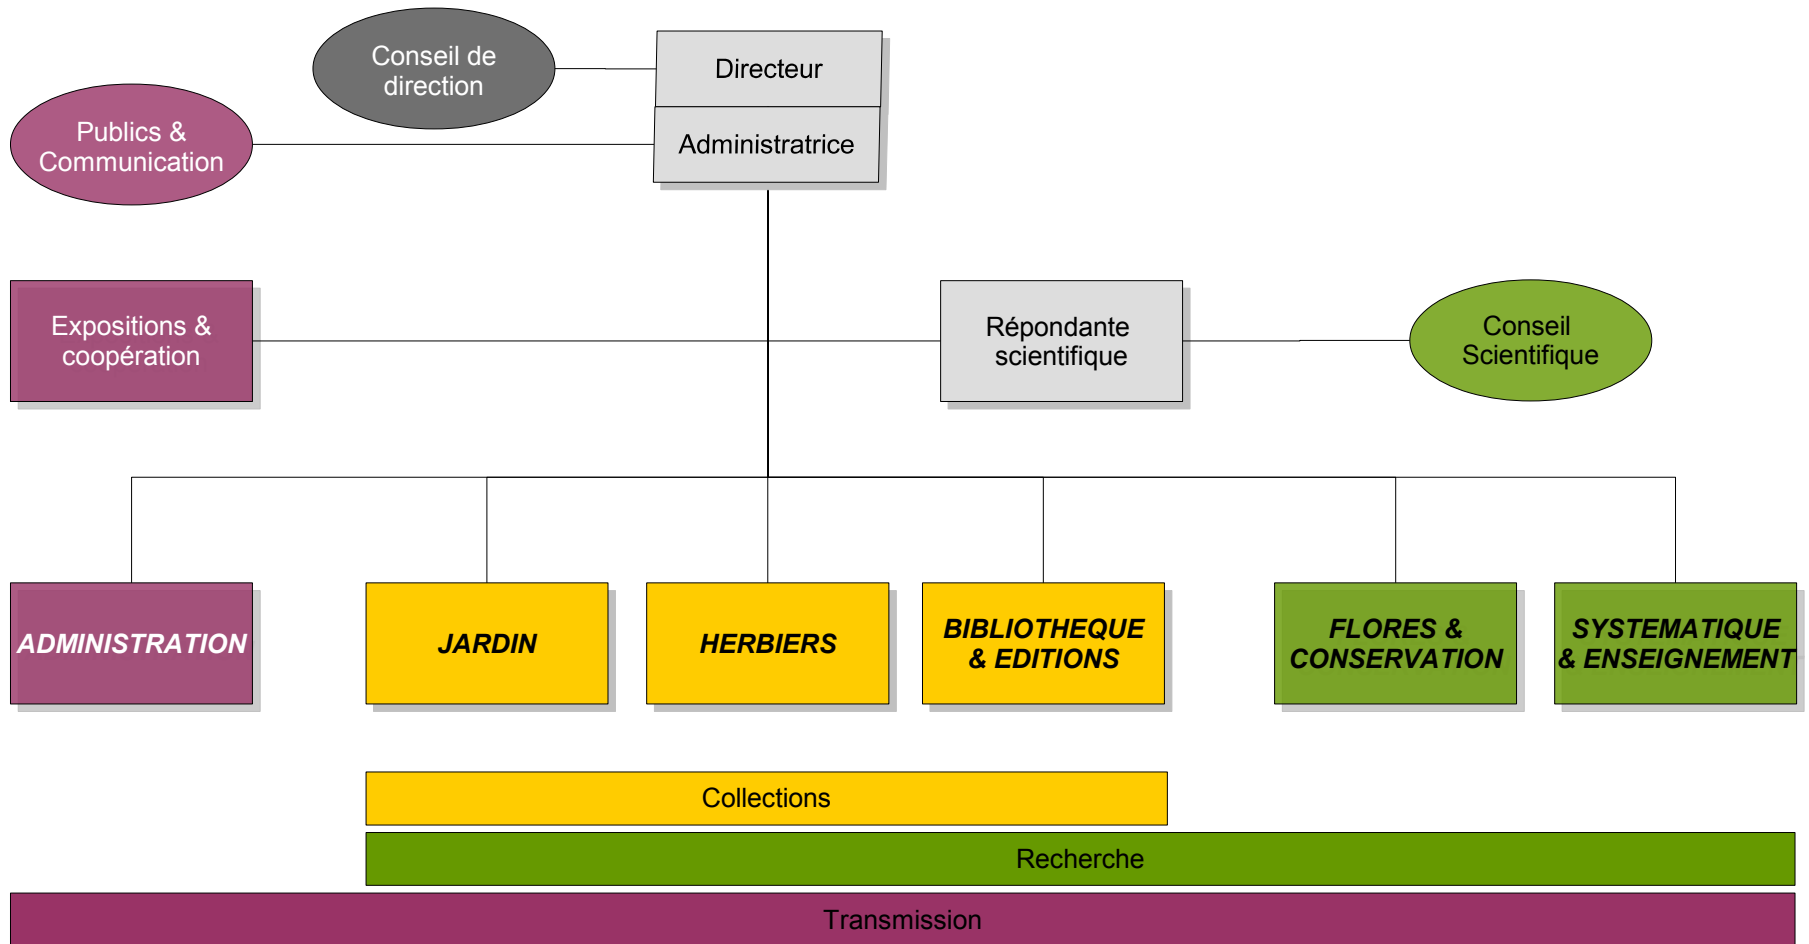 Conseil de
direction
Directeur
Administratrice
Publics &
Communication
Expositions &
coopération
Répondante
scientifique
Conseil
Scientifique
ADMINISTRATION
JARDIN
HERBIERS
BIBLIOTHEQUE
& EDITIONS
FLORES &
CONSERVATION
SYSTEMATIQUE
& ENSEIGNEMENT
Collections
Recherche
Transmission